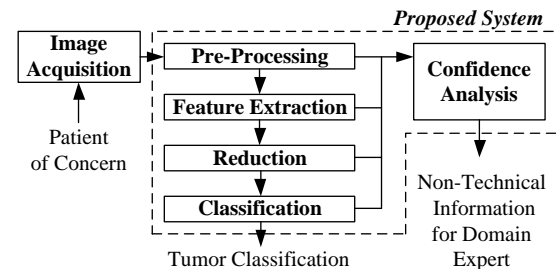 Proposed System
Image
Acquisition
Pre-Processing
Feature Extraction
Reduction
Classification
Confidence
Analysis
Patient
of Concern
Tumor Classification
Non-Technical
Information
for Domain
Expert